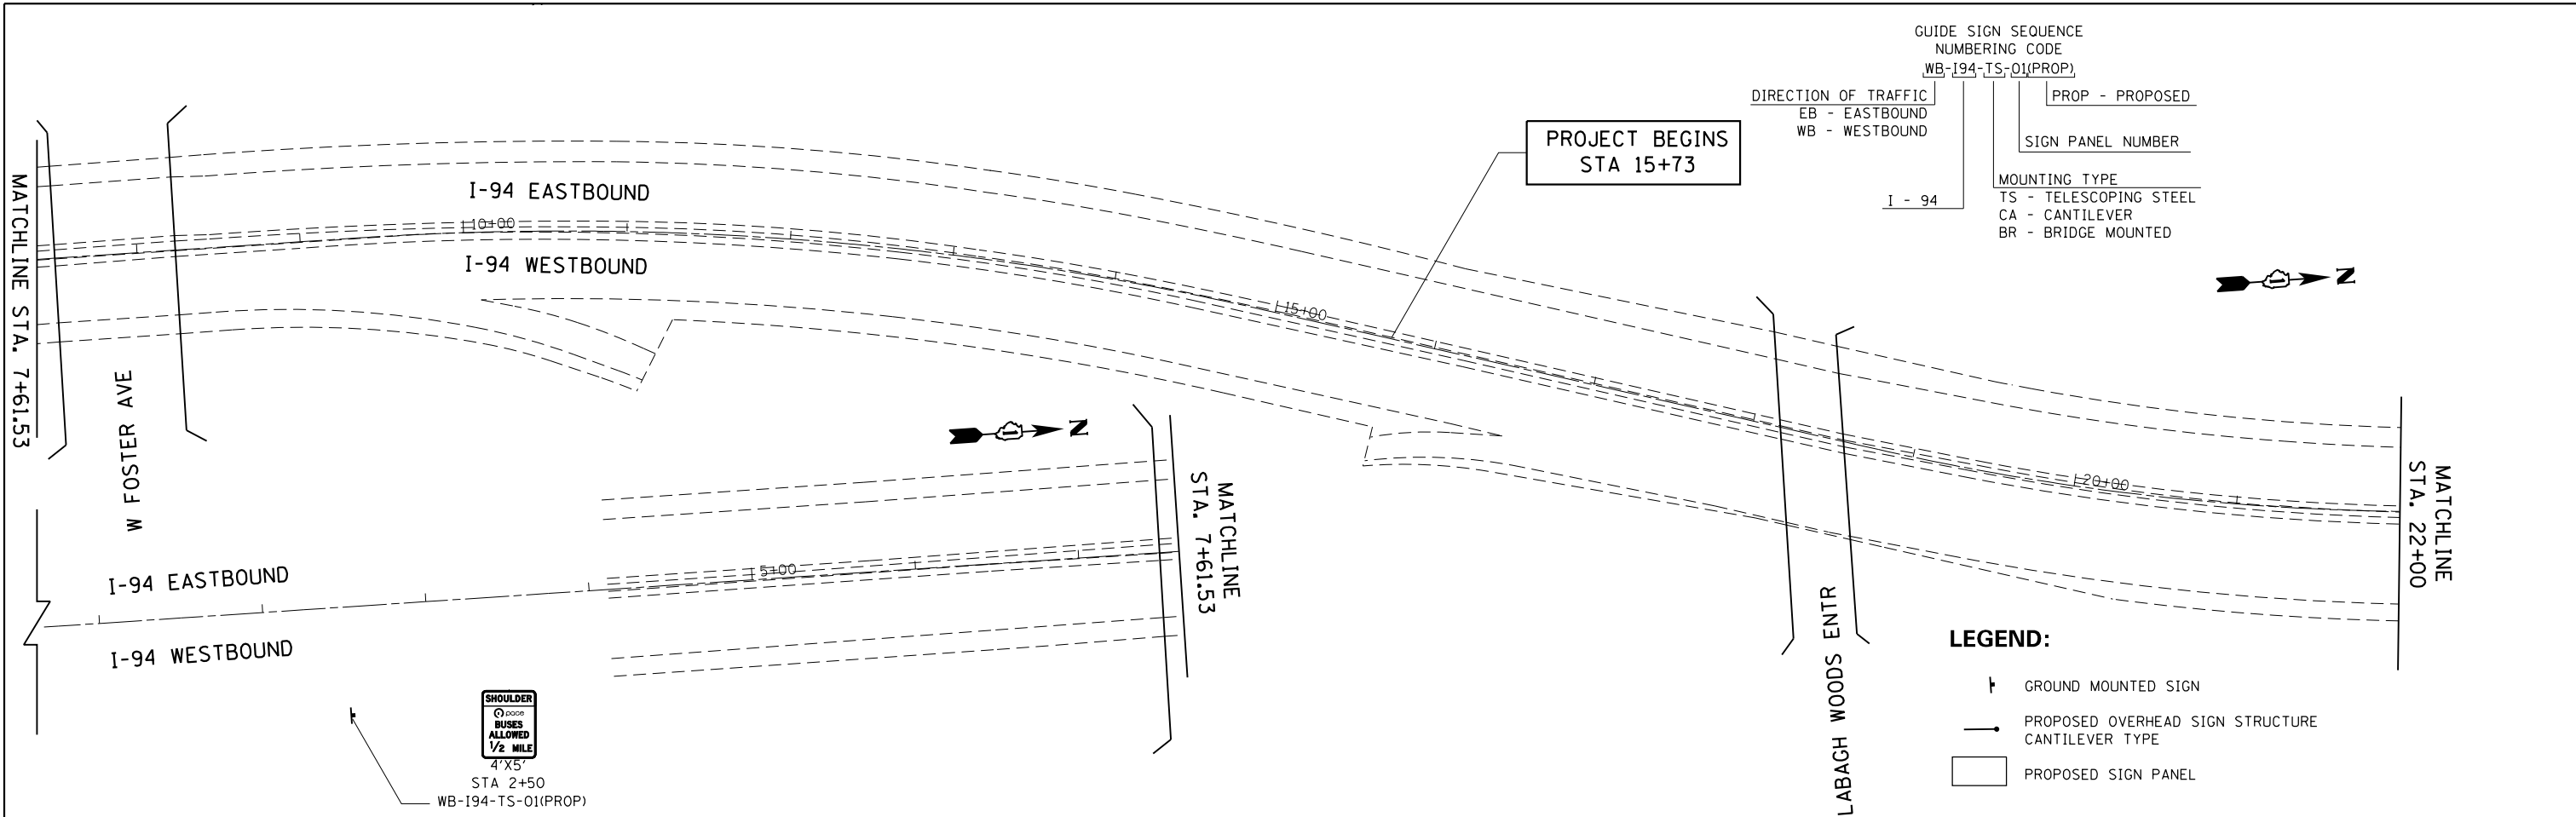 GUIDE SIGN SEQUENCE
NUMBERING CODE
WB-I94-TS-01(PROP)
DIRECTION OF TRAFFIC
EB - EASTBOUND
WB - WESTBOUND
PROP - PROPOSED
SIGN PANEL NUMBER
MOUNTING TYPE
TS - TELESCOPING STEEL
CA - CANTILEVER
BR - BRIDGE MOUNTED
I - 94
PROJECT BEGINS
STA 15+73
N
MATCHLINE STA. 7+61.53
W FOSTER AVE
I-94 EASTBOUND
10+00
I-94 WESTBOUND
15+00
20+00
MATCHLINE
STA. 22+00
LABAGH WOODS ENTR
N
MATCHLINE
STA. 7+61.53
I-94 EASTBOUND
5+00
I-94 WESTBOUND
SHOULDER
pace
BUSES
ALLOWED
1/2 MILE
4'X5'
STA 2+50
WB-I94-TS-01(PROP)
LEGEND:
GROUND MOUNTED SIGN
PROPOSED OVERHEAD SIGN STRUCTURE
CANTILEVER TYPE
PROPOSED SIGN PANEL